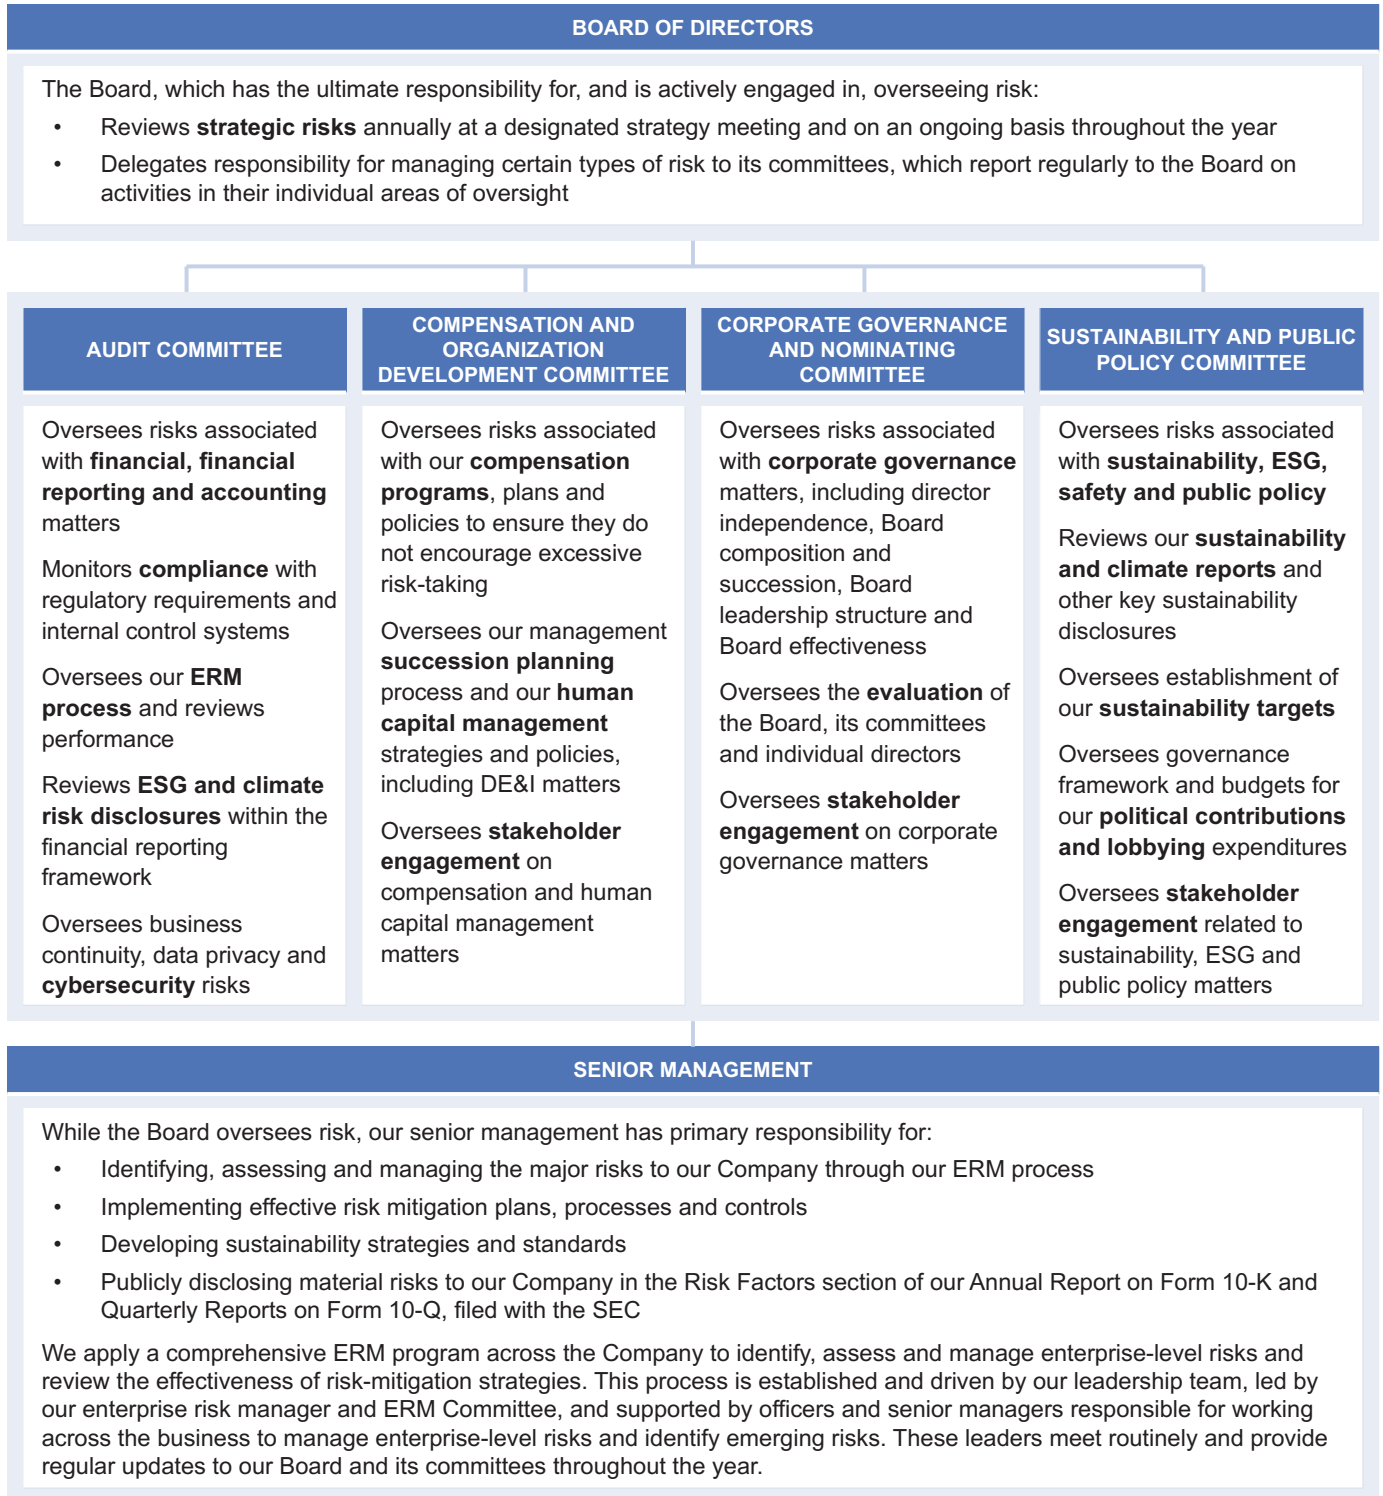 BOARD OF DIRECTORS
The Board, which has the ultimate responsibility for, and is actively engaged in, overseeing risk:
• Reviews strategic risks annually at a designated strategy meeting and on an ongoing basis throughout the year
• Delegates responsibility for managing certain types of risk to its committees, which report regularly to the Board on
activities in their individual areas of oversight
AUDIT COMMITTEE
Oversees risks associated
with financial, financial
reporting and accounting
matters
Monitors compliance with
regulatory requirements and
internal control systems
Oversees our ERM
process and reviews
performance
Reviews ESG and climate
risk disclosures within the
financial reporting
framework
Oversees business
continuity, data privacy and
cybersecurity risks
COMPENSATION AND
ORGANIZATION
DEVELOPMENT COMMITTEE
Oversees risks associated
with our compensation
programs, plans and
policies to ensure they do
not encourage excessive
risk-taking
Oversees our management
succession planning
process and our human
capital management
strategies and policies,
including DE&I matters
Oversees stakeholder
engagement on
compensation and human
capital management
matters
CORPORATE GOVERNANCE
AND NOMINATING
COMMITTEE
Oversees risks associated
with corporate governance
matters, including director
independence, Board
composition and
succession, Board
leadership structure and
Board effectiveness
Oversees the evaluation of
the Board, its committees
and individual directors
Oversees stakeholder
engagement on corporate
governance matters
SUSTAINABILITY AND PUBLIC
POLICY COMMITTEE
Oversees risks associated
with sustainability, ESG,
safety and public policy
Reviews our sustainability
and climate reports and
other key sustainability
disclosures
Oversees establishment of
our sustainability targets
Oversees governance
framework and budgets for
our political contributions
and lobbying expenditures
Oversees stakeholder
engagement related to
sustainability, ESG and
public policy matters
SENIOR MANAGEMENT
While the Board oversees risk, our senior management has primary responsibility for:
• Identifying, assessing and managing the major risks to our Company through our ERM process
• Implementing effective risk mitigation plans, processes and controls
• Developing sustainability strategies and standards
• Publicly disclosing material risks to our Company in the Risk Factors section of our Annual Report on Form 10-K and
Quarterly Reports on Form 10-Q, filed with the SEC
We apply a comprehensive ERM program across the Company to identify, assess and manage enterprise-level risks and
review the effectiveness of risk-mitigation strategies. This process is established and driven by our leadership team, led by
our enterprise risk manager and ERM Committee, and supported by officers and senior managers responsible for working
across the business to manage enterprise-level risks and identify emerging risks. These leaders meet routinely and provide
regular updates to our Board and its committees throughout the year.